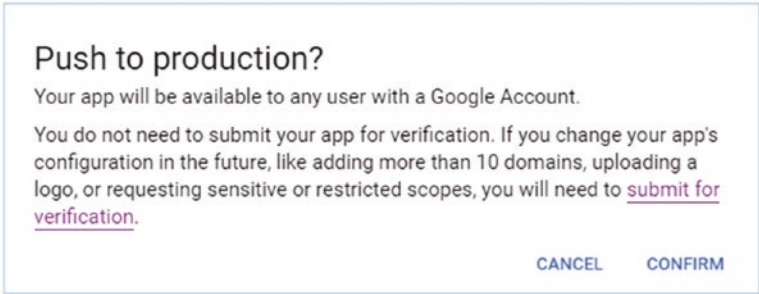 Push to production?
Your app will be available to any user with a Google Account.
You do not need to submit your app for verification. If you change your app's
configuration in the future, like adding more than 10 domains, uploading a
logo, or requesting sensitive or restricted scopes, you will need to submit for
verification.
CANCEL CONFIRM